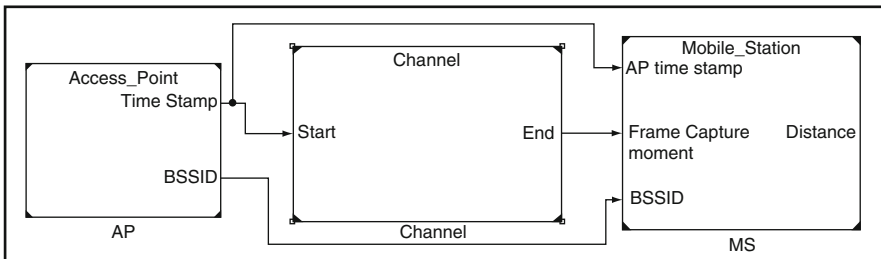 Access_Point
Time Stamp
BSSID
AP
Channel
Start
End
Channel
Mobile_Station
AP time stamp
Frame Capture
moment
Distance
BSSID
MS